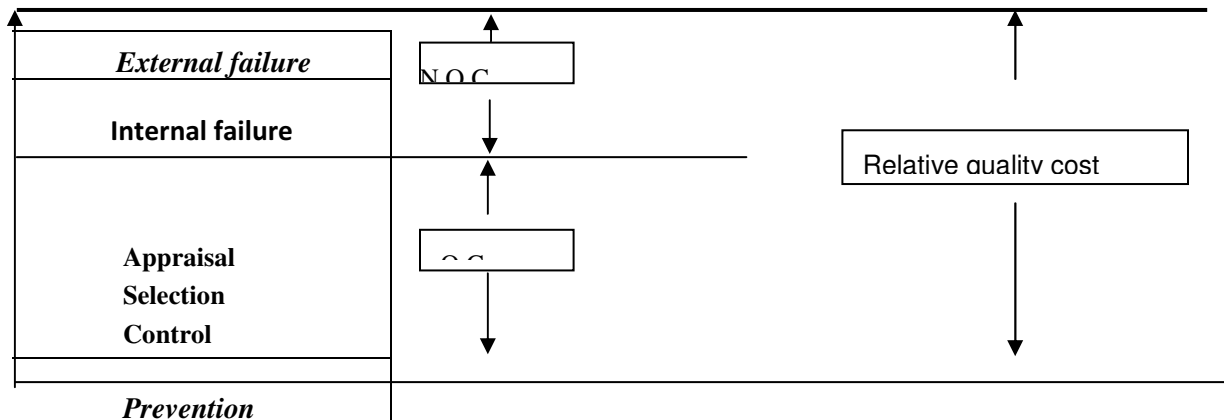 External failure
N.O.C
Internal failure
Relative quality cost
Appraisal
Selection
Control
Prevention